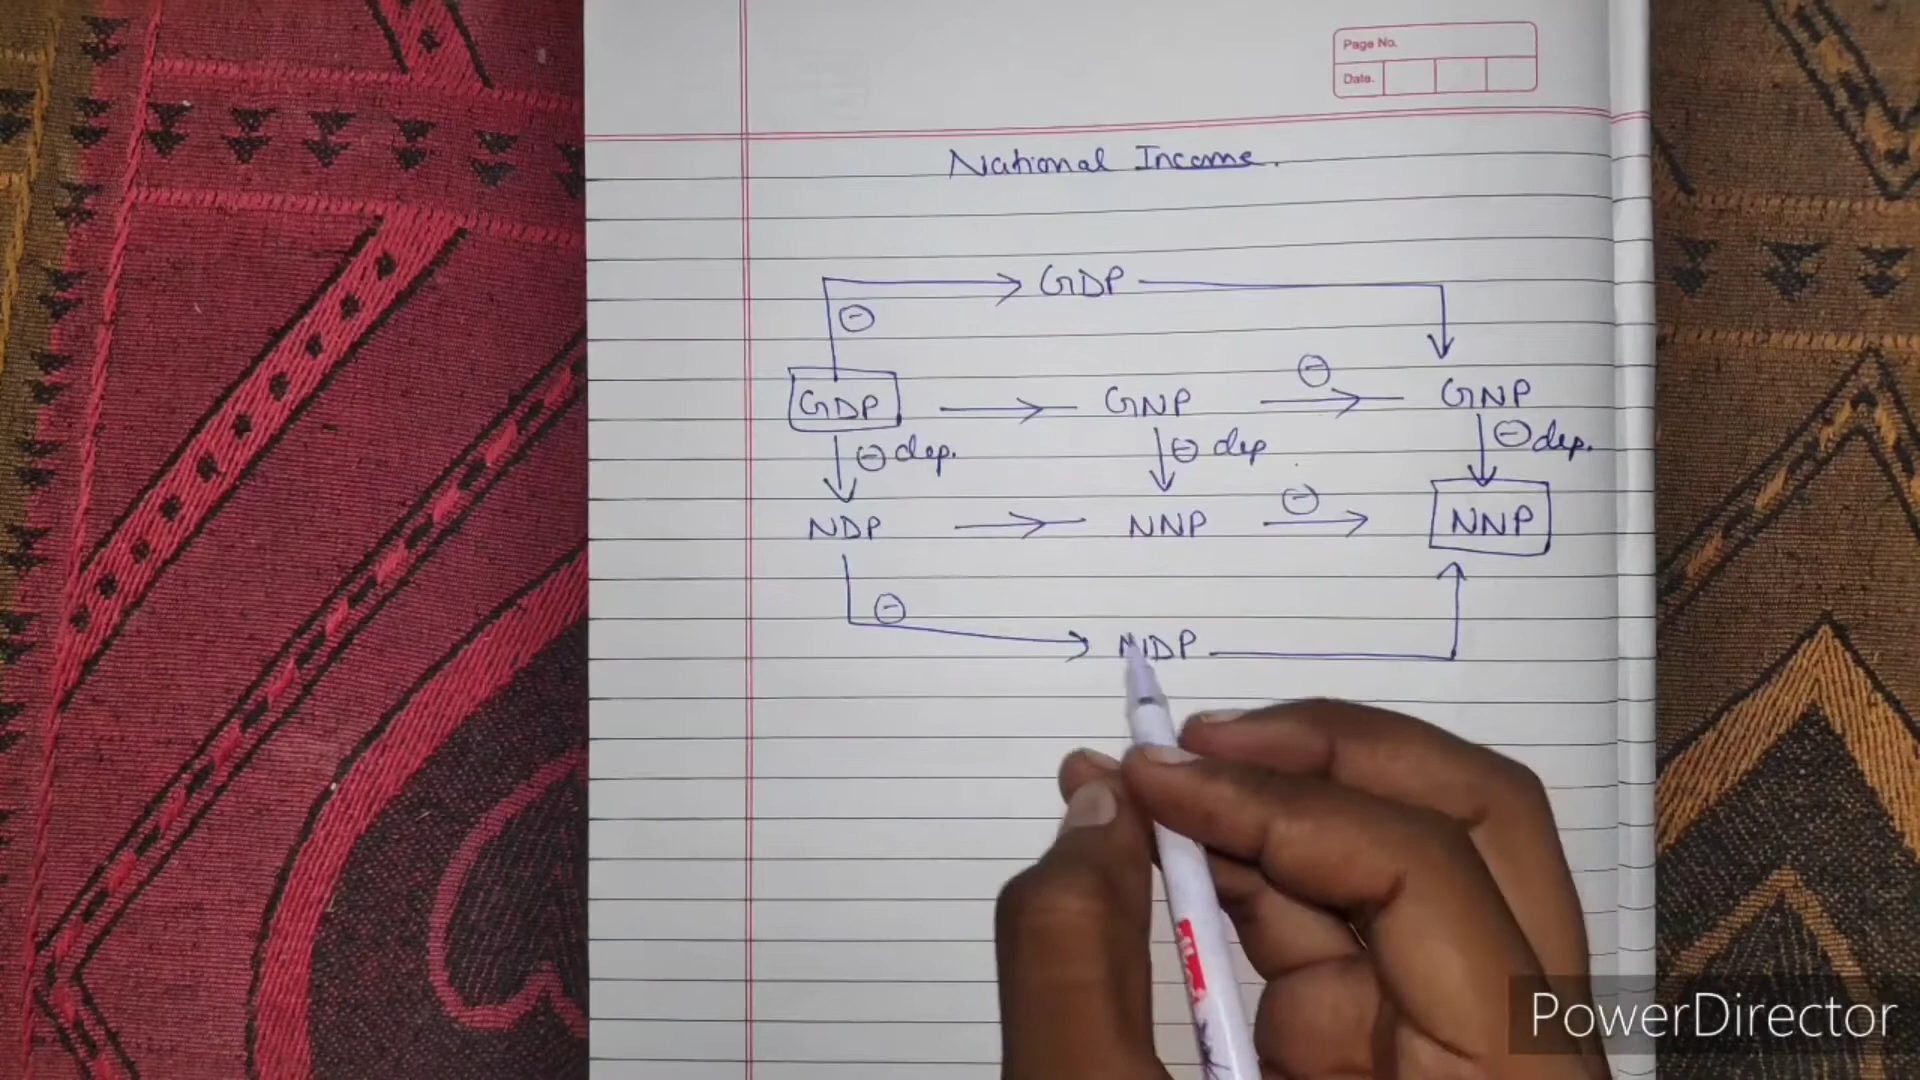 Page No.
Date.
National Income.
GDP
⊖
GDP → GNP ⊖ → GNP
⊖ dep. ⊖ dep ⊖ dep.
NDP → NNP ⊖ → NNP
⊖
NDP
PowerDirector